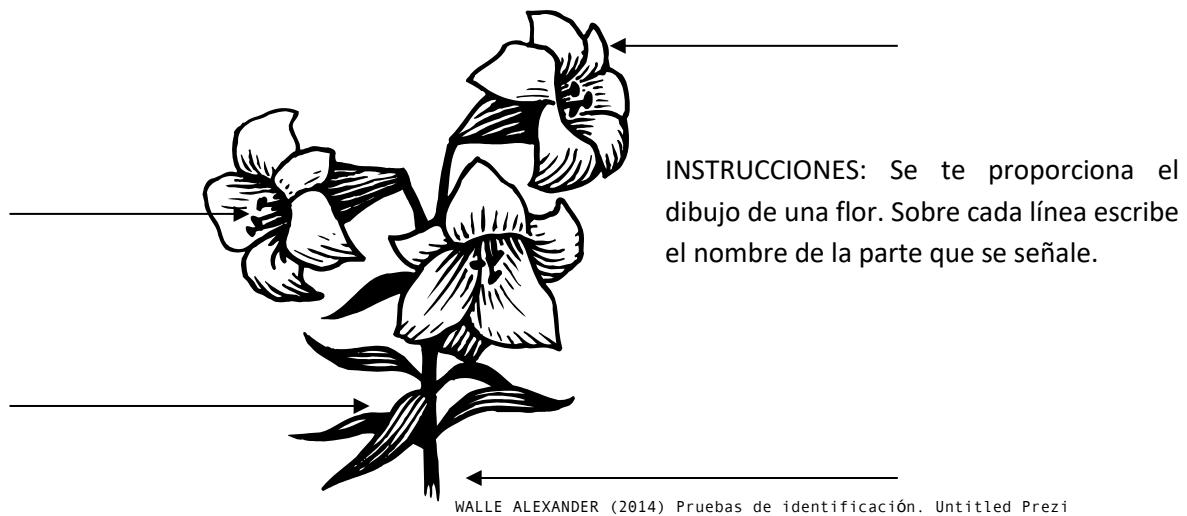 INSTRUCCIONES: Se te proporciona el
dibujo de una flor. Sobre cada línea escribe
el nombre de la parte que se señale.
WALLE ALEXANDER (2014) Pruebas de identificación. Untitled Prezi